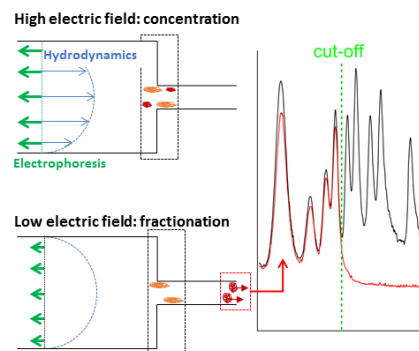 High electric field: concentration
Hydrodynamics
Electrophoresis
Low electric field: fractionation
cut-off